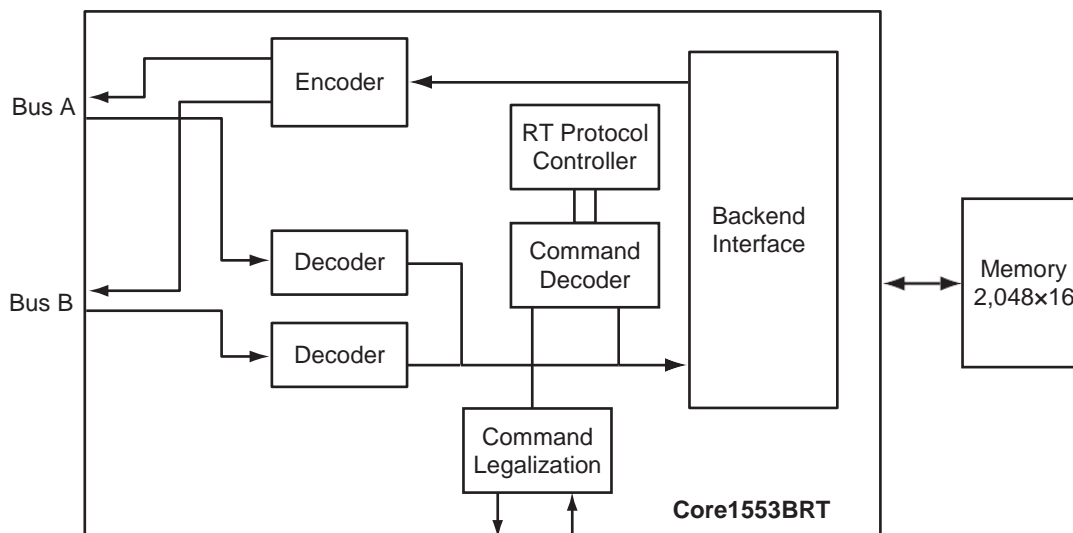 Encoder
Bus A
RT Protocol
Controller
Backend
Interface
Decoder
Command
Decoder
Memory
2,048×16
Bus B
Decoder
Command
Legalization
Core1553BRT